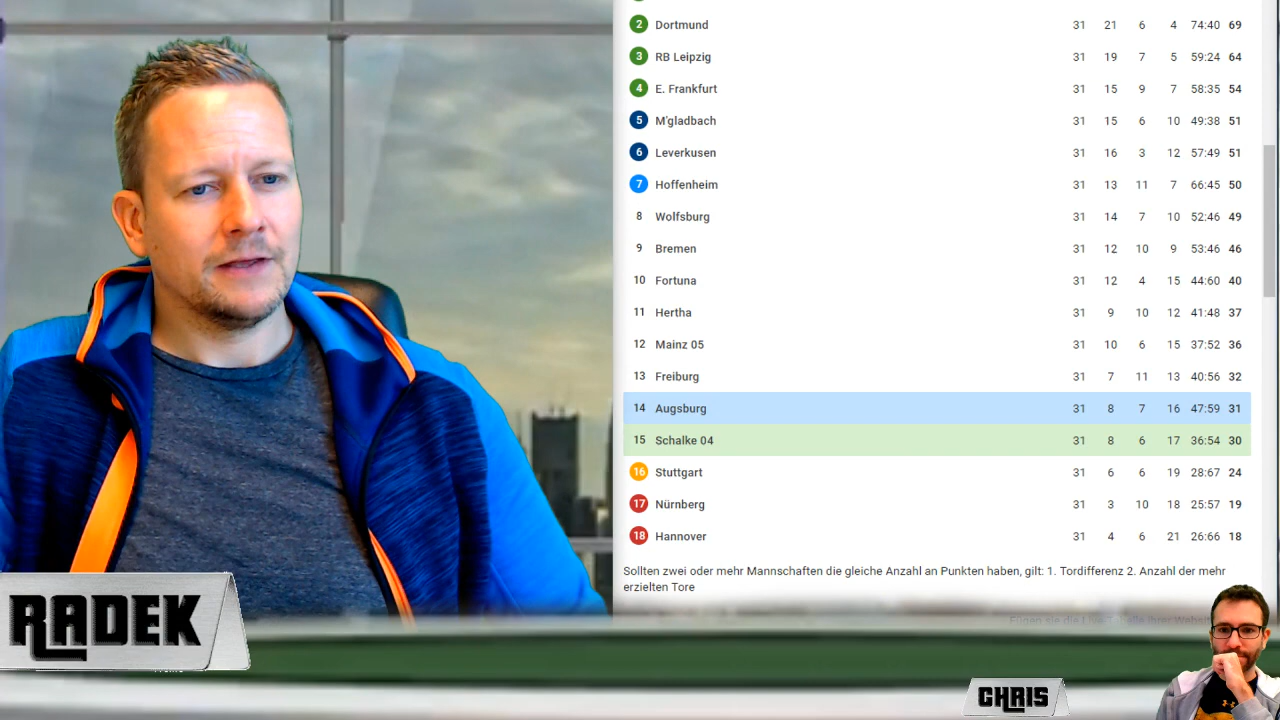 2 Dortmund 31 21 6 4 74:40 69
3 RB Leipzig 31 19 7 5 59:24 64
4 E. Frankfurt 31 15 9 7 58:35 54
5 M'gladbach 31 15 6 10 49:38 51
6 Leverkusen 31 16 3 12 57:49 51
7 Hoffenheim 31 13 11 7 66:45 50
8 Wolfsburg 31 14 7 10 52:46 49
9 Bremen 31 12 10 9 53:46 46
10 Fortuna 31 12 4 15 44:60 40
11 Hertha 31 9 10 12 41:48 37
12 Mainz 05 31 10 6 15 37:52 36
13 Freiburg 31 7 11 13 40:56 32
14 Augsburg 31 8 7 16 47:59 31
15 Schalke 04 31 8 6 17 36:54 30
16 Stuttgart 31 6 6 19 28:67 24
17 Nürnberg 31 3 10 18 25:57 19
18 Hannover 31 4 6 21 26:66 18
Sollten zwei oder mehr Mannschaften die gleiche Anzahl an Punkten haben, gilt: 1. Tordifferenz 2. Anzahl der mehr
erzielten Tore
RADEK
CHRIS